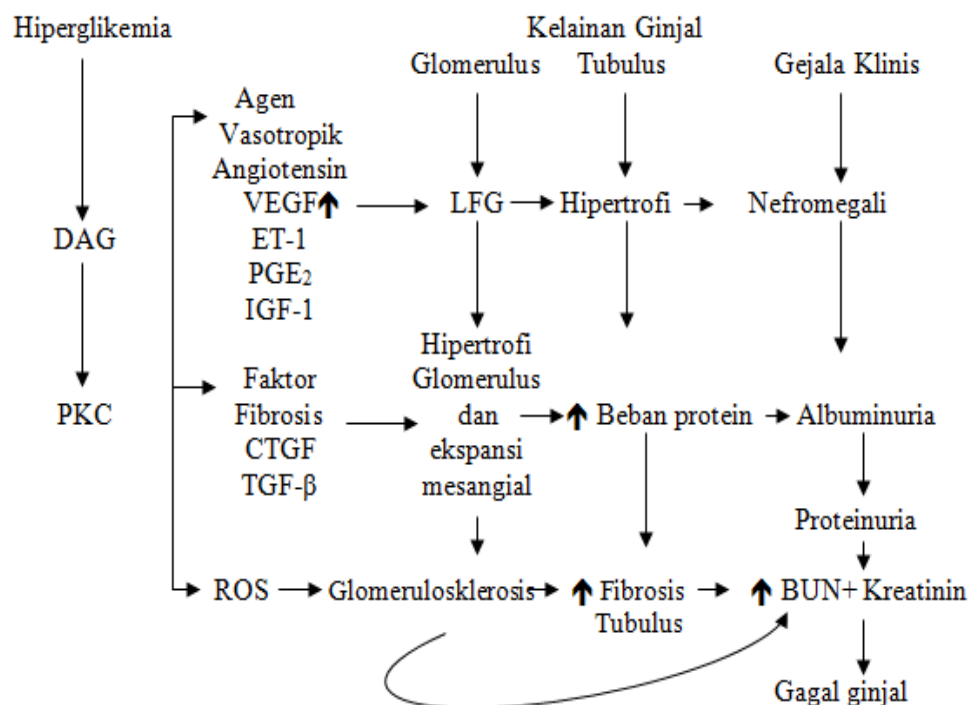 Hiperglikemia
Kelainan Ginjal
Glomerulus
Tubulus
Gejala Klinis
Agen
Vasotropik
Angiotensin
VEGF
ET-1
PGE₂
IGF-1
LFG
Hipertrofi
Nefromegali
DAG
PKC
Faktor
Fibrosis
CTGF
TGF-β
Hipertrofi
Glomerulus
dan
ekspansi
mesangial
Beban protein
Albuminuria
Proteinuria
ROS
Glomerulosklerosis
Fibrosis
Tubulus
BUN+ Kreatinin
Gagal ginjal